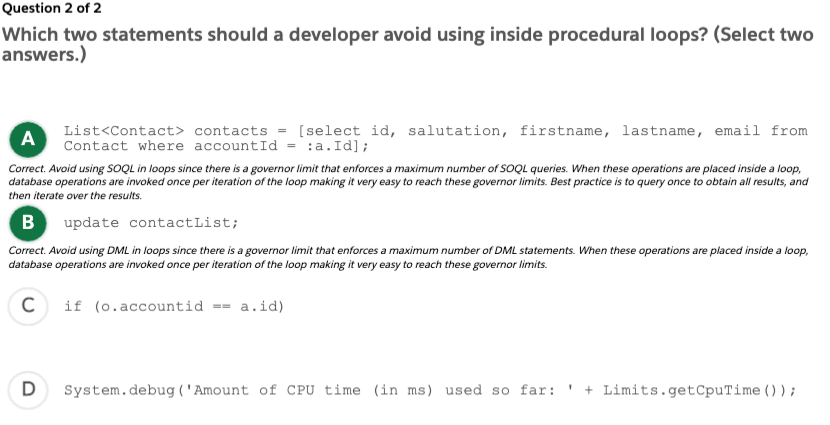 Question 2 of 2
Which two statements should a developer avoid using inside procedural loops? (Select two
answers.)
A
List<Contact> contacts = [select id, salutation, firstname, lastname, email from
Contact where accountId = :a.Id];
Correct. Avoid using SOQL in loops since there is a governor limit that enforces a maximum number of SOQL queries. When these operations are placed inside a loop,
database operations are invoked once per iteration of the loop making it very easy to reach these governor limits. Best practice is to query once to obtain all results, and
then iterate over the results.
B
update contactList;
Correct. Avoid using DML in loops since there is a governor limit that enforces a maximum number of DML statements. When these operations are placed inside a loop,
database operations are invoked once per iteration of the loop making it very easy to reach these governor limits.
C
if (o.accountid == a.id)
D
System.debug('Amount of CPU time (in ms) used so far: ' + Limits.getCpuTime());